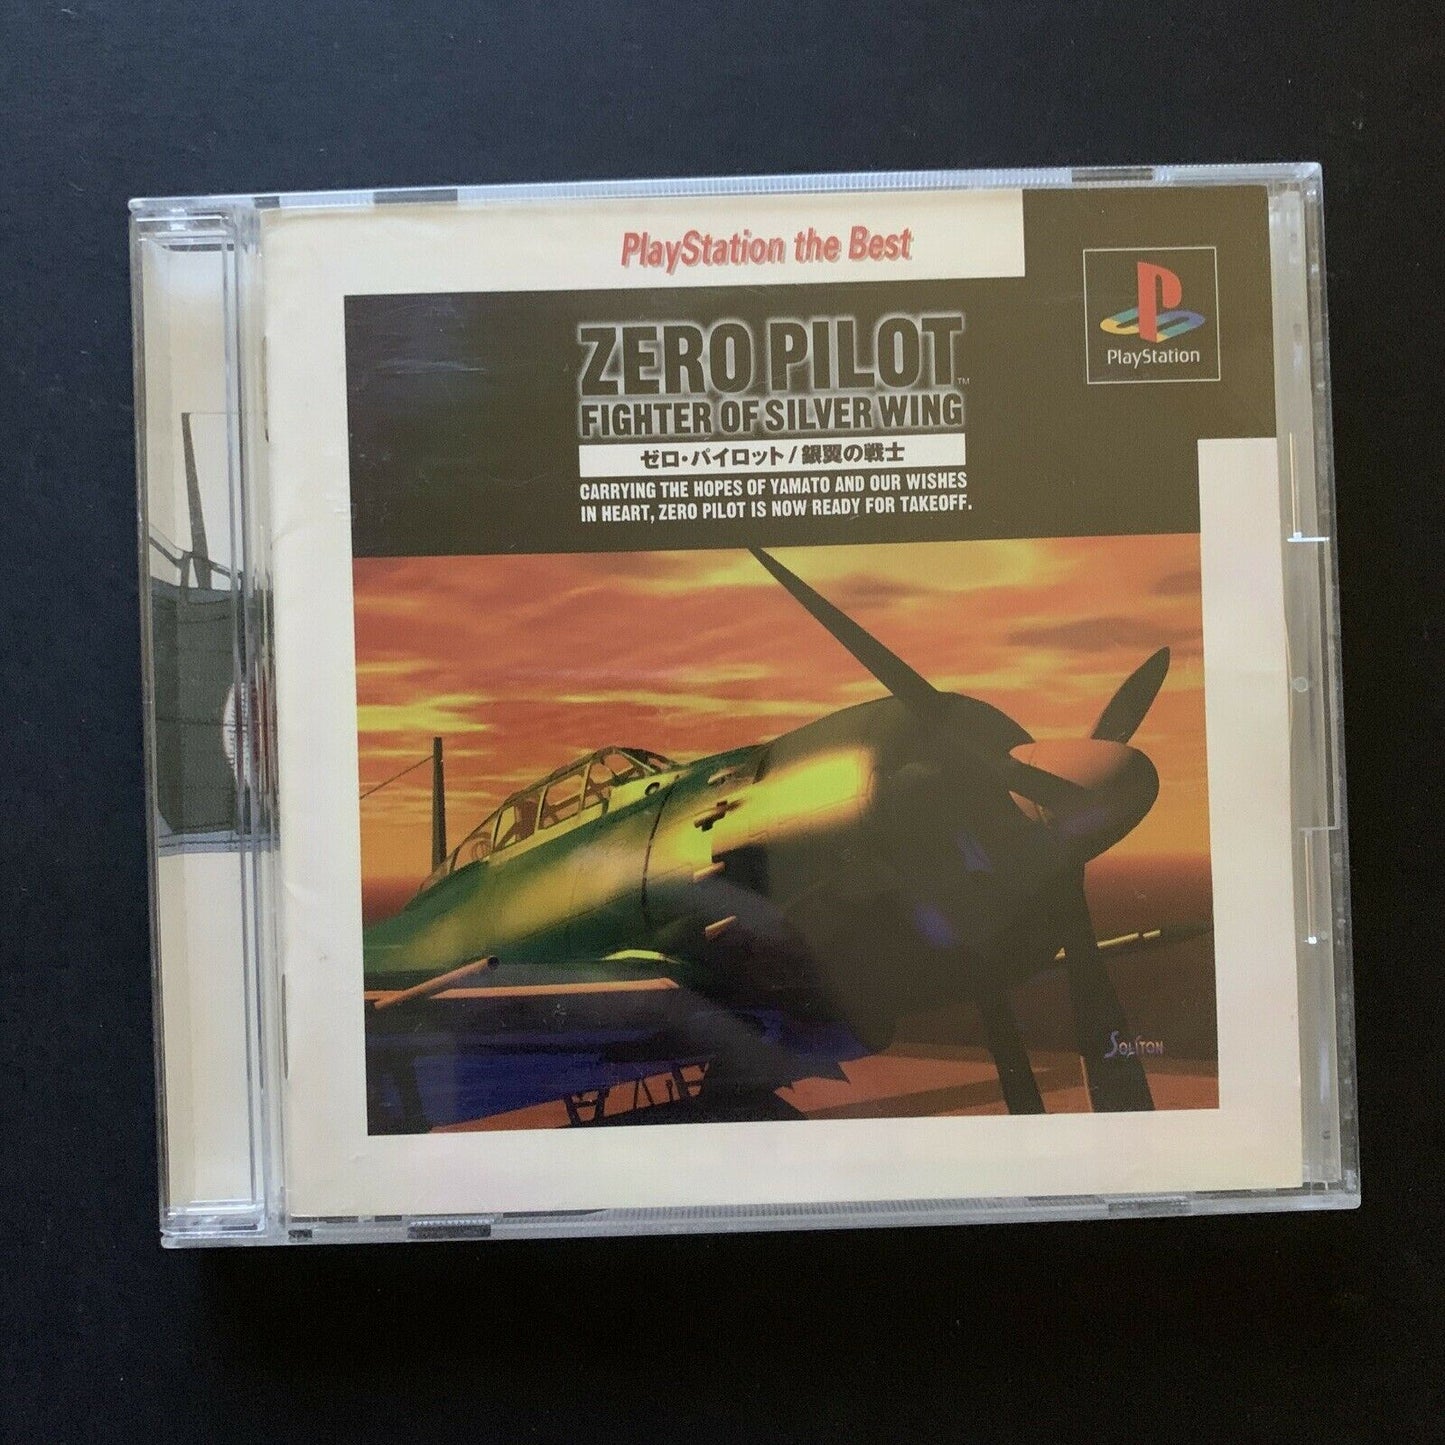 PlayStation the Best
PlayStation
ZERO PILOT™
FIGHTER OF SILVER WING
ゼロ・パイロット/銀翼の戦士
CARRYING THE HOPES OF YAMATO AND OUR WISHES
IN HEART, ZERO PILOT IS NOW READY FOR TAKEOFF.
SOLITON